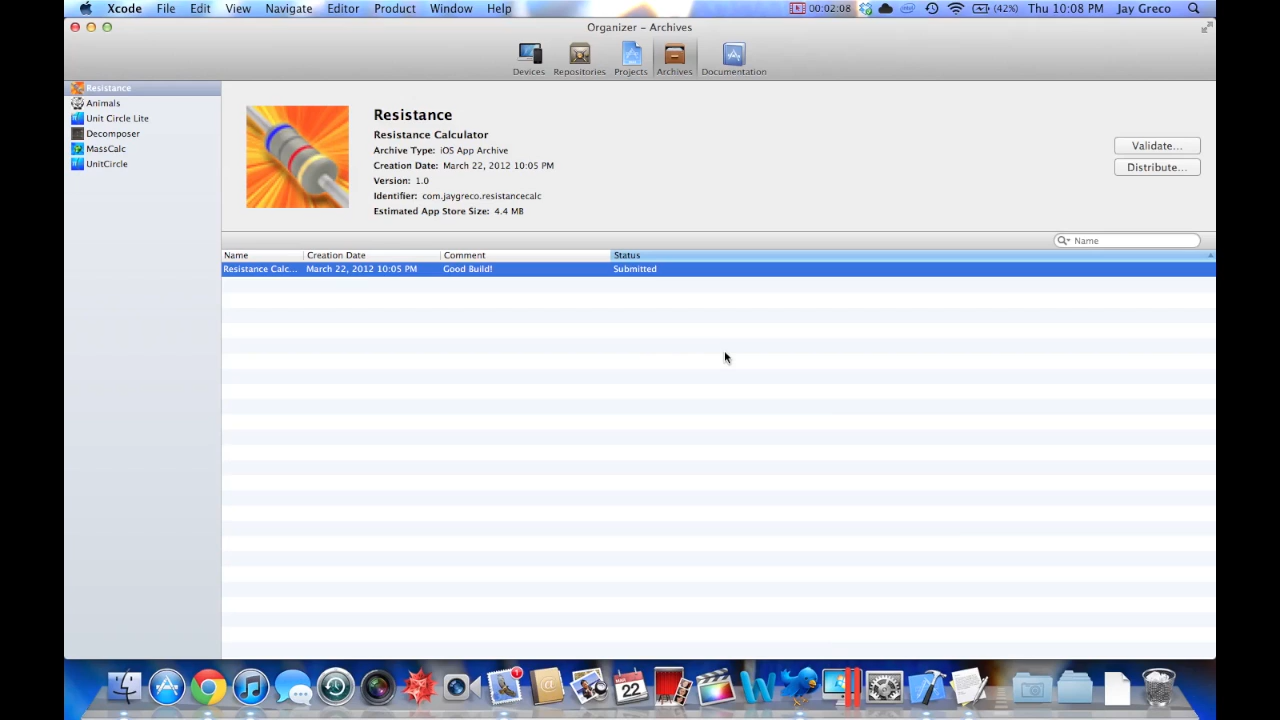 Xcode File Edit View Navigate Editor Product Window Help 00:02:08 (42%) Thu 10:08 PM Jay Greco
Organizer – Archives
Devices Repositories Projects Archives Documentation
Resistance
Animals
Unit Circle Lite
Decomposer
MassCalc
UnitCircle
Resistance
Resistance Calculator
Archive Type: iOS App Archive
Creation Date: March 22, 2012 10:05 PM
Version: 1.0
Identifier: com.jaygreco.resistancecalc
Estimated App Store Size: 4.4 MB
Validate...
Distribute...
Name
Name Creation Date Comment Status
Resistance Calc... March 22, 2012 10:05 PM Good Build! Submitted
1
MAR
22